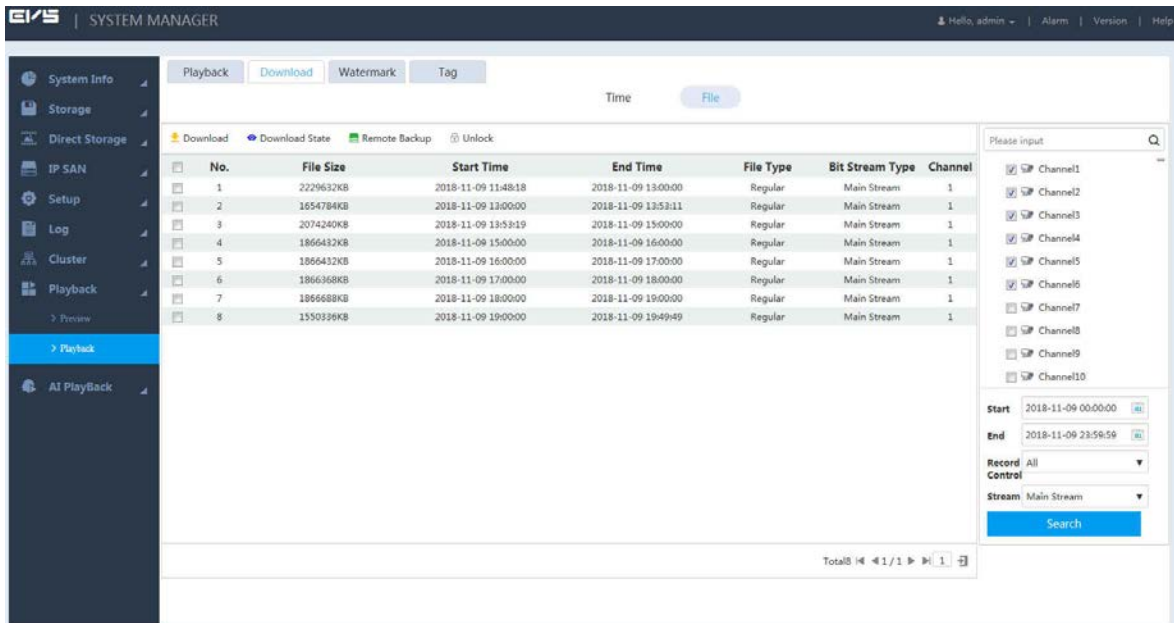 EIVS | SYSTEM MANAGER
Hello, admin | Alarm | Version | Help
System Info
Storage
Direct Storage
IP SAN
Setup
Log
Cluster
Playback
> Preview
> Playback
AI PlayBack
Playback Download Watermark Tag
Time File
Download Download State Remote Backup Unlock
No. File Size Start Time End Time File Type Bit Stream Type Channel
1 2229632KB 2018-11-09 11:48:18 2018-11-09 13:00:00 Regular Main Stream 1
2 1654784KB 2018-11-09 13:00:00 2018-11-09 13:53:11 Regular Main Stream 1
3 2074240KB 2018-11-09 13:53:19 2018-11-09 15:00:00 Regular Main Stream 1
4 1866432KB 2018-11-09 15:00:00 2018-11-09 16:00:00 Regular Main Stream 1
5 1866432KB 2018-11-09 16:00:00 2018-11-09 17:00:00 Regular Main Stream 1
6 1866368KB 2018-11-09 17:00:00 2018-11-09 18:00:00 Regular Main Stream 1
7 1866688KB 2018-11-09 18:00:00 2018-11-09 19:00:00 Regular Main Stream 1
8 1550336KB 2018-11-09 19:00:00 2018-11-09 19:49:49 Regular Main Stream 1
Total8 1 / 1 1
Please input
Channel1
Channel2
Channel3
Channel4
Channel5
Channel6
Channel7
Channel8
Channel9
Channel10
Start 2018-11-09 00:00:00
End 2018-11-09 23:59:59
Record All
Control
Stream Main Stream
Search